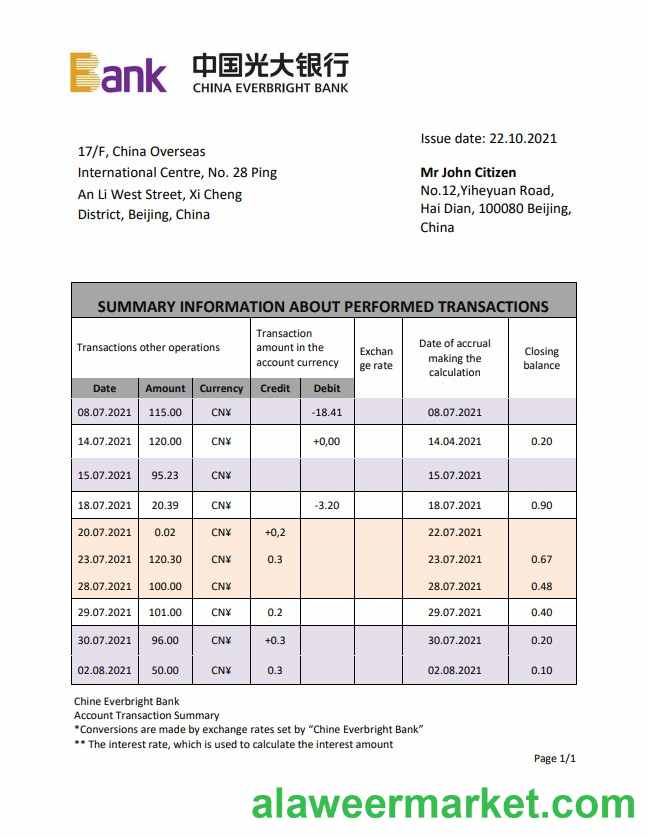 Bank 中国光大银行
CHINA EVERBRIGHT BANK
Issue date: 22.10.2021
17/F, China Overseas
International Centre, No. 28 Ping
An Li West Street, Xi Cheng
District, Beijing, China
Mr John Citizen
No.12,Yiheyuan Road,
Hai Dian, 100080 Beijing,
China
SUMMARY INFORMATION ABOUT PERFORMED TRANSACTIONS
Transactions other operations
Transaction
amount in the
account currency
Exchan
ge rate
Date of accrual
making the
calculation
Closing
balance
Date Amount Currency Credit Debit
08.07.2021 115.00 CN¥ -18.41 08.07.2021
14.07.2021 120.00 CN¥ +0,00 14.04.2021 0.20
15.07.2021 95.23 CN¥ 15.07.2021
18.07.2021 20.39 CN¥ -3.20 18.07.2021 0.90
20.07.2021 0.02 CN¥ +0,2 22.07.2021
23.07.2021 120.30 CN¥ 0.3 23.07.2021 0.67
28.07.2021 100.00 CN¥ 28.07.2021 0.48
29.07.2021 101.00 CN¥ 0.2 29.07.2021 0.40
30.07.2021 96.00 CN¥ +0.3 30.07.2021 0.20
02.08.2021 50.00 CN¥ 0.3 02.08.2021 0.10
Chine Everbright Bank
Account Transaction Summary
*Conversions are made by exchange rates set by “Chine Everbright Bank”
** The interest rate, which is used to calculate the interest amount
Page 1/1
alaweermarket.com